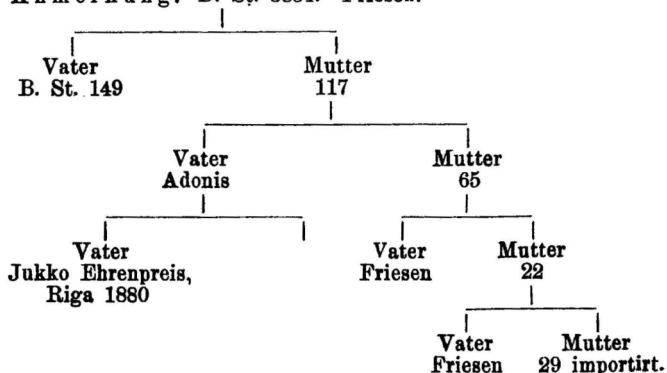 Anmerkung. B. St. Friesen.
Vater Mutter
B. St. 149 117
Vater Mutter
Adonis 65
Vater Vater Mutter
Jukko Ehrenpreis, Friesen 22
Riga 1880
Vater Mutter
Friesen 29 importirt.